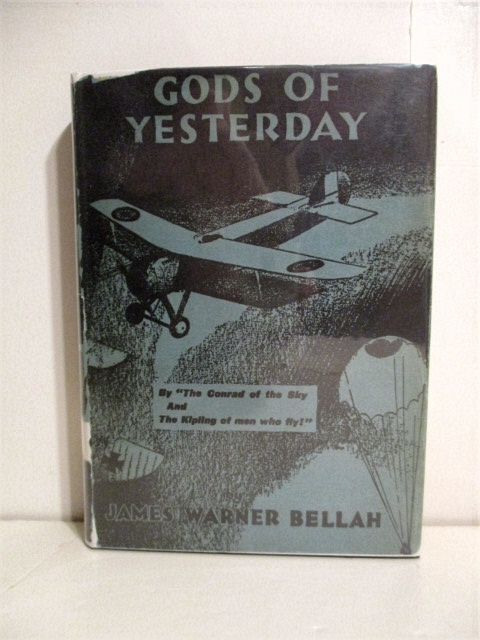 GODS OF
YESTERDAY
By "The Conrad of the Sky
And
The Kipling of men who fly!"
JAMES WARNER BELLAH